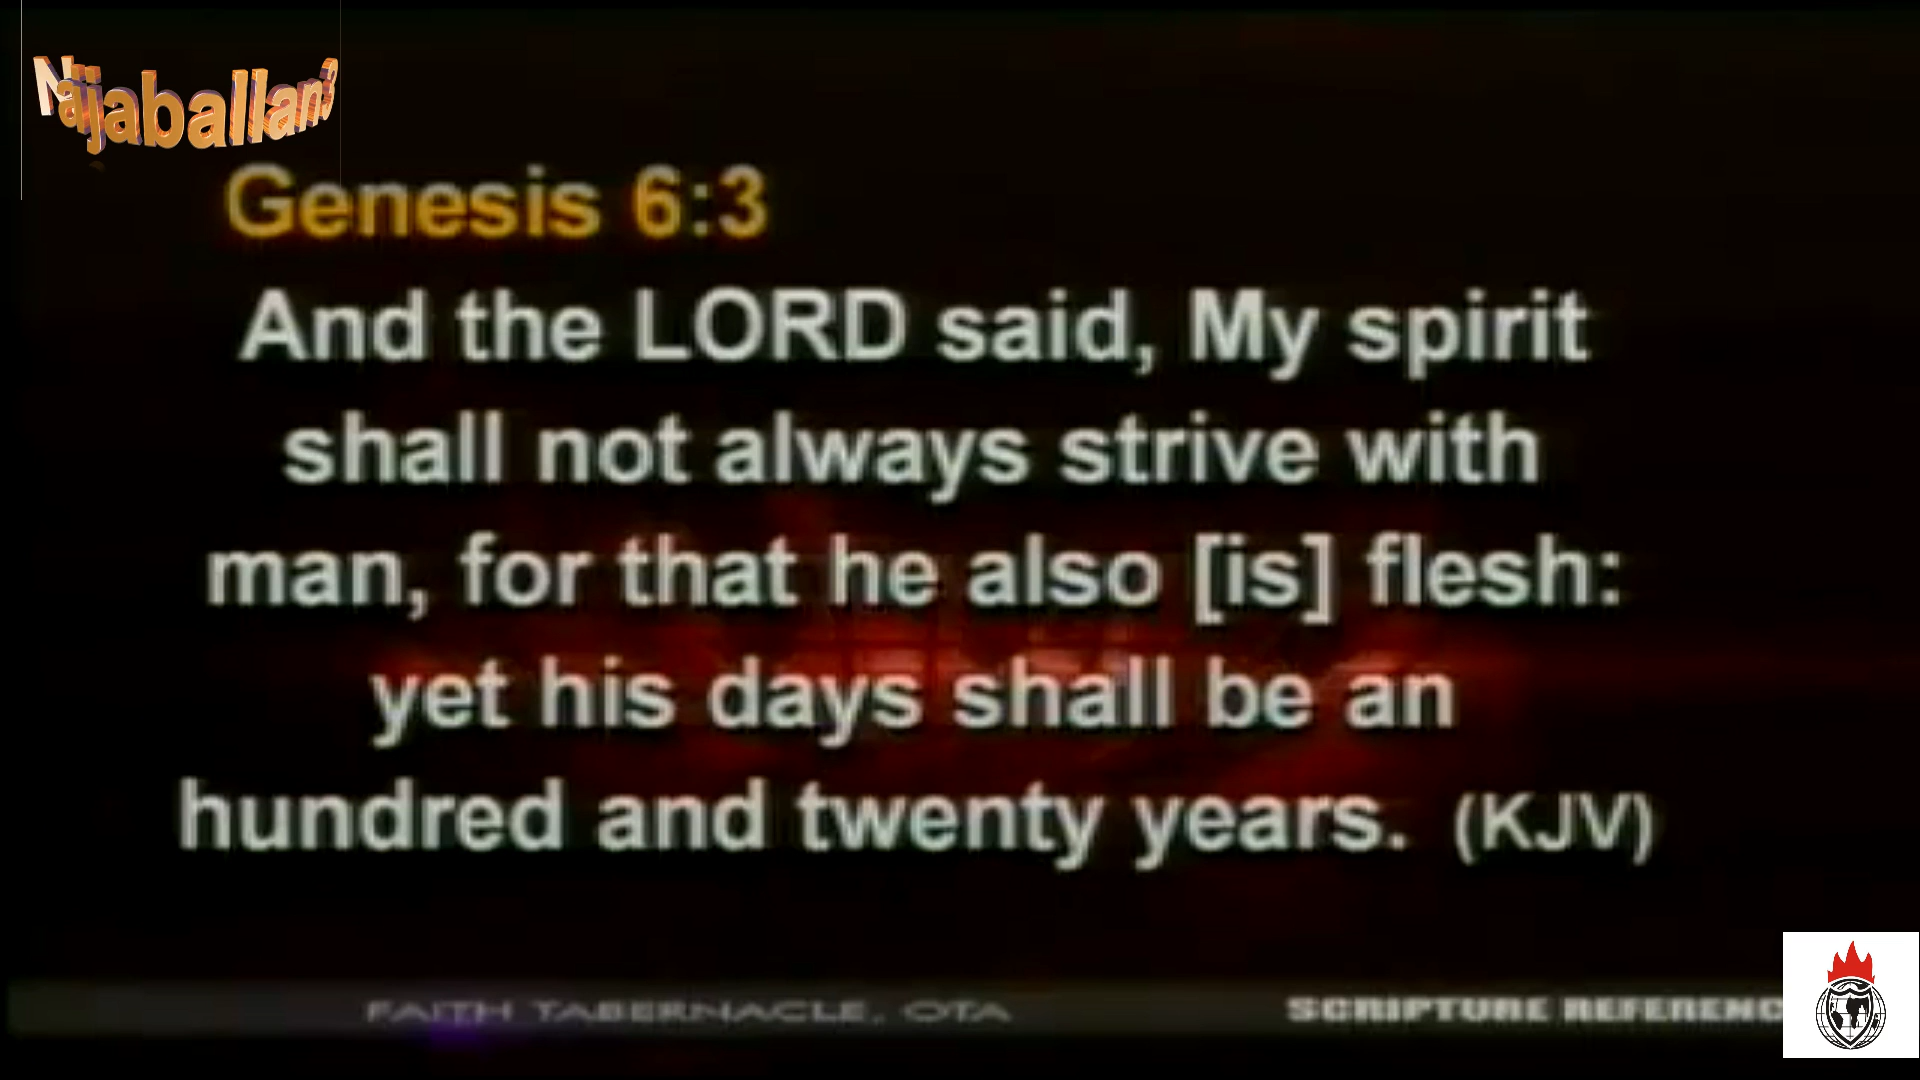 Naijaballan3
Genesis 6:3
And the LORD said, My spirit
shall not always strive with
man, for that he also [is] flesh:
yet his days shall be an
hundred and twenty years. (KJV)
FAITH TABERNACLE, OTA
SCRIPTURE REFERENC